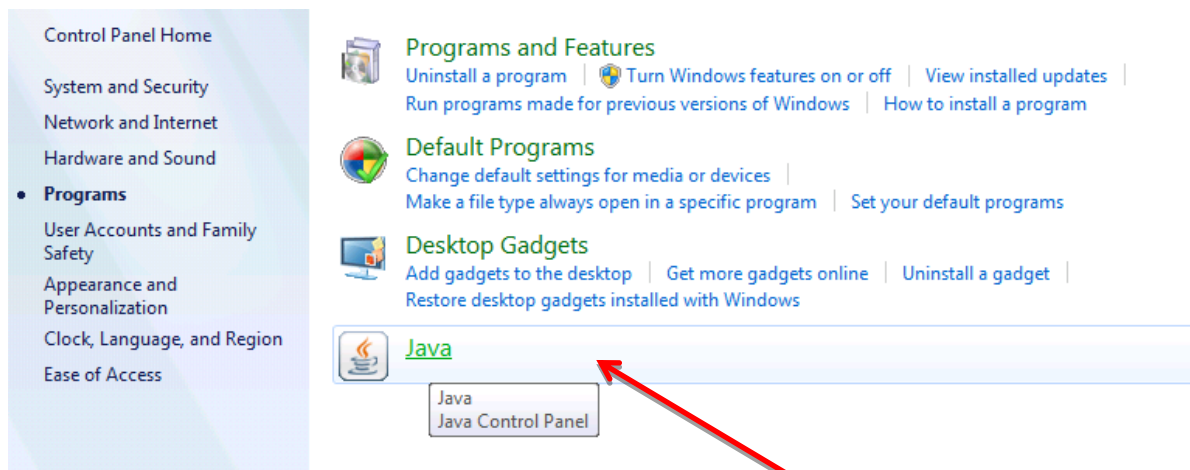 Control Panel Home
System and Security
Network and Internet
Hardware and Sound
Programs
User Accounts and Family
Safety
Appearance and
Personalization
Clock, Language, and Region
Ease of Access
Programs and Features
Uninstall a program Turn Windows features on or off View installed updates
Run programs made for previous versions of Windows How to install a program
Default Programs
Change default settings for media or devices
Make a file type always open in a specific program Set your default programs
Desktop Gadgets
Add gadgets to the desktop Get more gadgets online Uninstall a gadget
Restore desktop gadgets installed with Windows
Java
Java
Java Control Panel